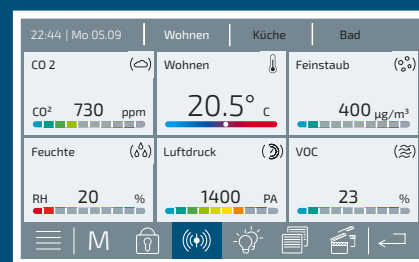 22:44 | Mo 05.09 Wohnen Küche Bad
CO 2 Wohnen Feinstaub
CO² 730 ppm 20.5° C 400 µg/m³
Feuchte Luftdruck VOC
RH 20 % 1400 PA 23 %
M